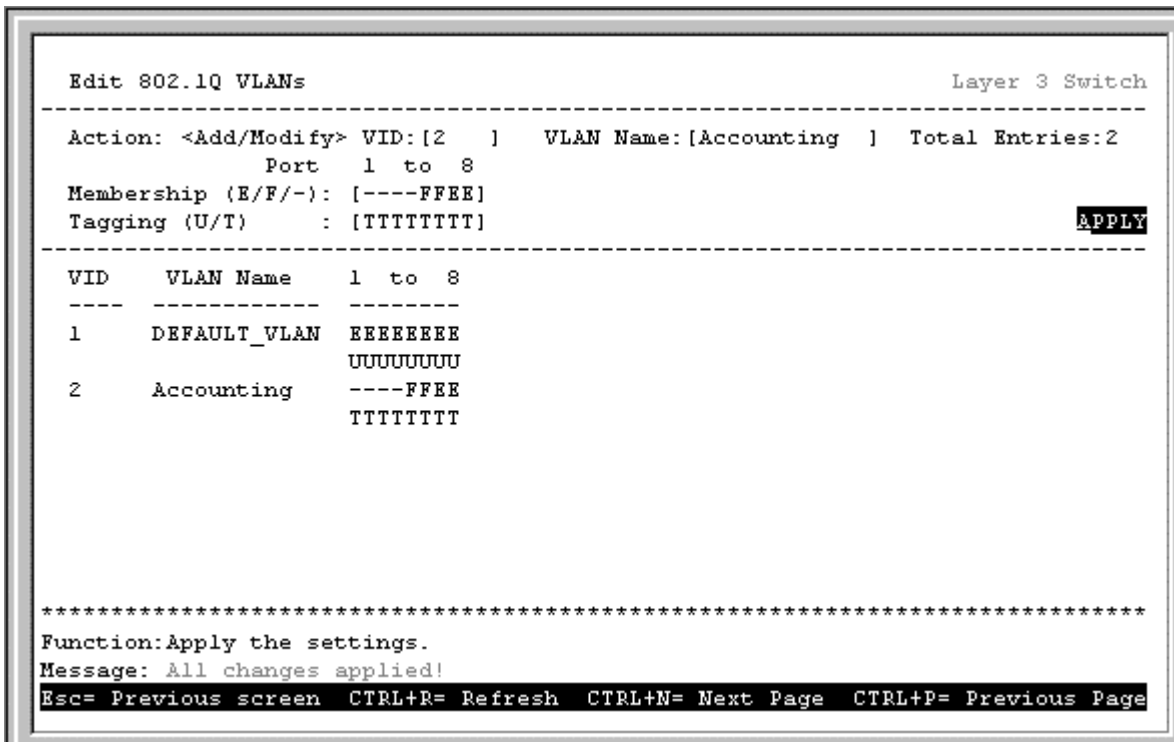 Edit 802.1Q VLANs Layer 3 Switch
--------------------------------------------------------------------------------
Action: <Add/Modify> VID:[2   ]   VLAN Name:[Accounting  ]  Total Entries:2
Port   1 to 8
Membership (E/F/-): [----FFEE]
Tagging (U/T)     : [TTTTTTTT] APPLY
--------------------------------------------------------------------------------
VID   VLAN Name   1 to 8
----  ------------  --------
1     DEFAULT_VLAN  EEEEEEEE
UUUUUUUU
2     Accounting    ----FFEE
TTTTTTTT
********************************************************************************
Function:Apply the settings.
Message: All changes applied!
Esc= Previous screen  CTRL+R= Refresh  CTRL+N= Next Page  CTRL+P= Previous Page